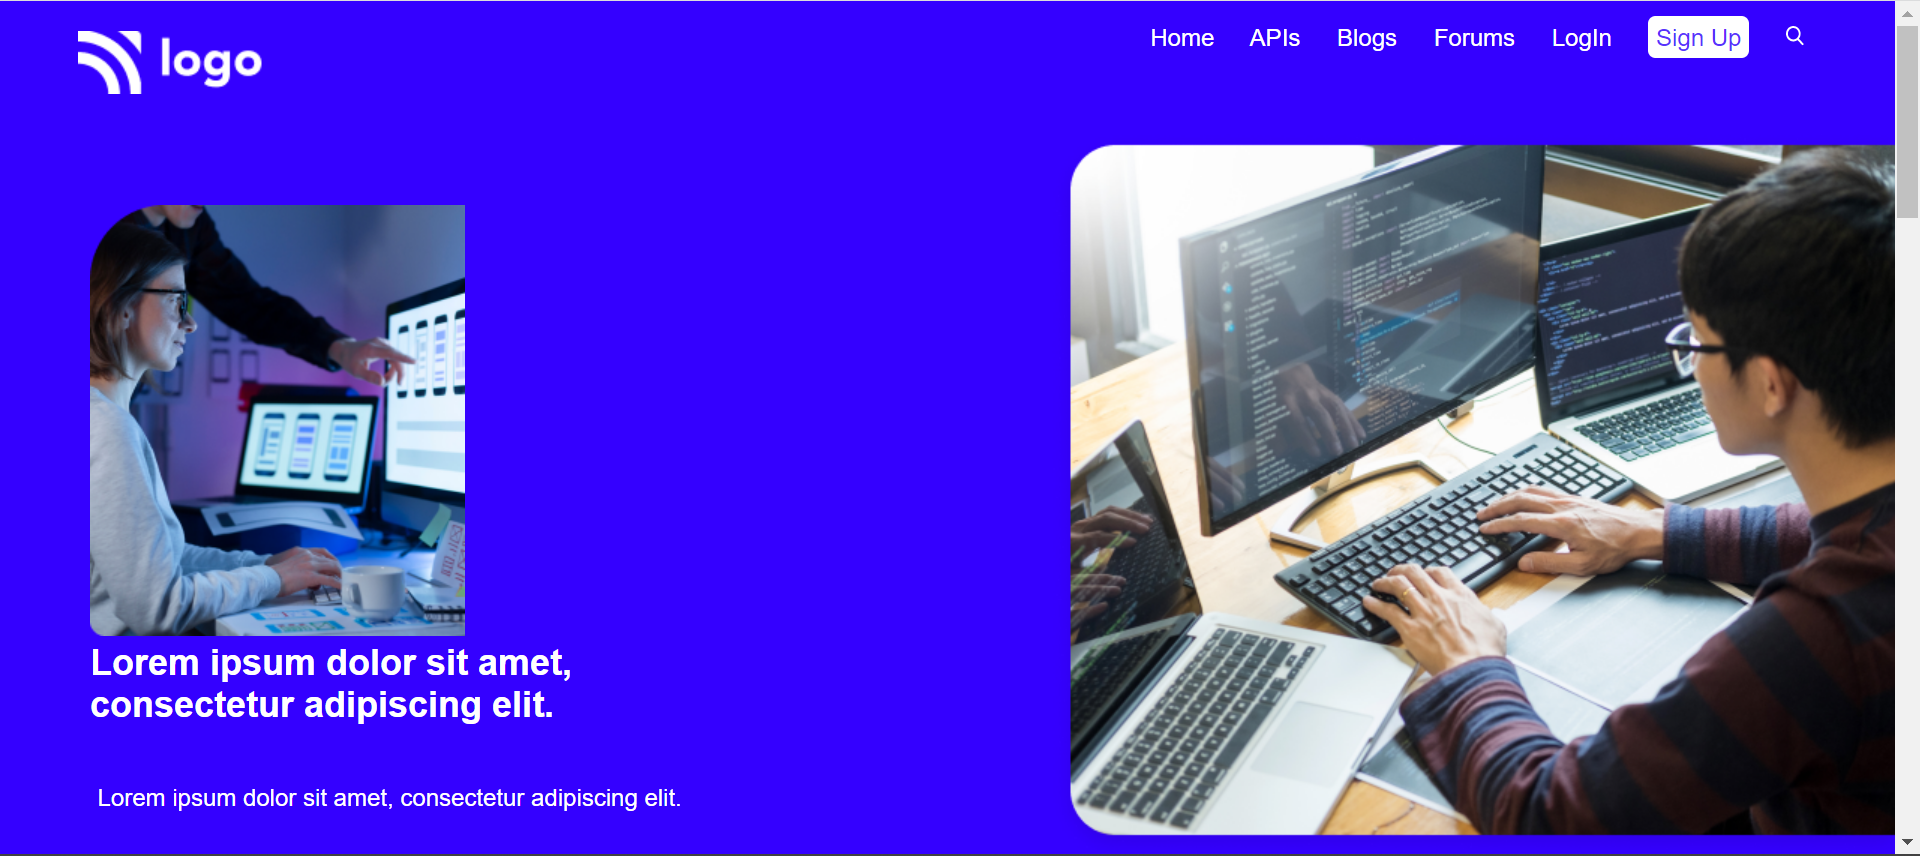 logo
Home APIs Blogs Forums LogIn Sign Up
Lorem ipsum dolor sit amet,
consectetur adipiscing elit.
Lorem ipsum dolor sit amet, consectetur adipiscing elit.